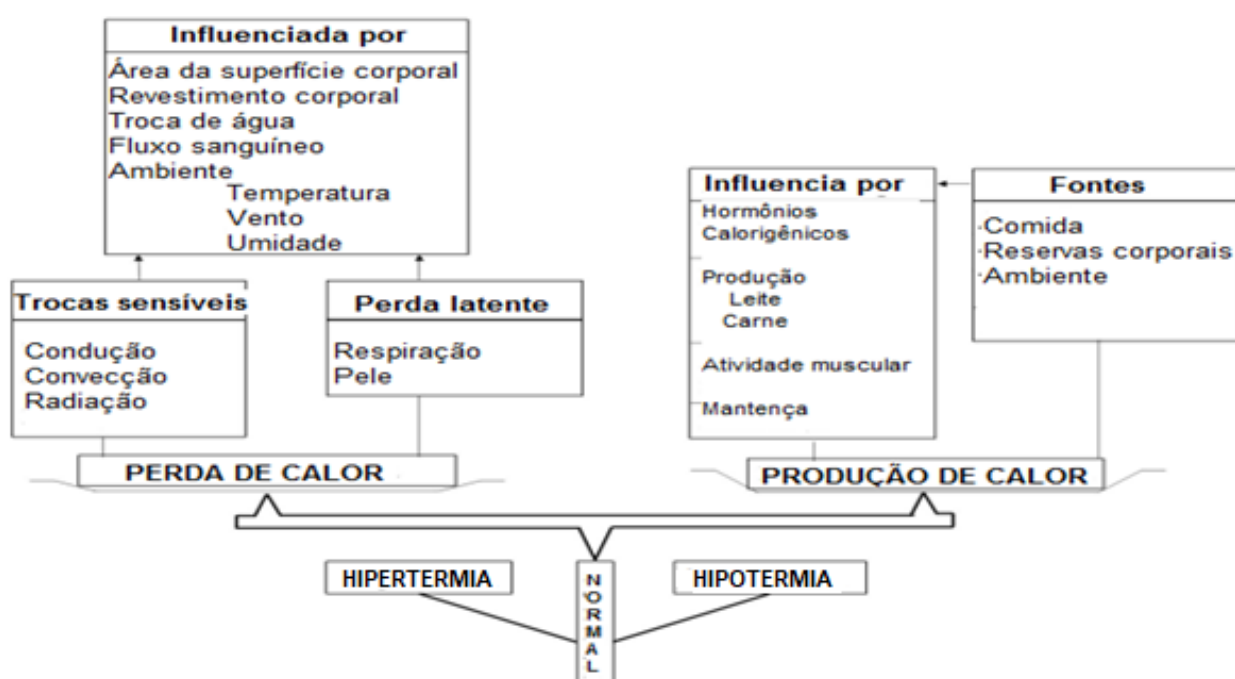 Influenciada por
Área da superfície corporal
Revestimento corporal
Troca de água
Fluxo sanguíneo
Ambiente
Temperatura
Vento
Umidade
Trocas sensíveis
Condução
Convecção
Radiação
Perda latente
Respiração
Pele
PERDA DE CALOR
Influencia por
Hormônios
Calorigênicos
Produção
Leite
Carne
Atividade muscular
Mantença
Fontes
Comida
Reservas corporais
Ambiente
PRODUÇÃO DE CALOR
HIPERTERMIA
NORMAL
HIPOTERMIA